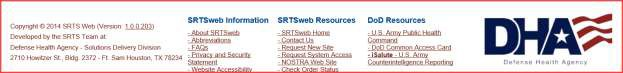 Copyright © 2014 SRTS Web (Version: 1.0.0.203)
Developed by the SRTS Team at:
Defense Health Agency - Solutions Delivery Division
2710 Howitzer St., Bldg. 2372 - Ft. Sam Houston, TX 78234
SRTSweb Information
- About SRTSweb
- Abbreviations
- FAQs
- Privacy and Security
Statement
- Website Accessibility
SRTSweb Resources
- SRTSweb Home
- Contact Us
- Request New Site
- Request System Access
- NOSTRA Web Site
- Check Order Status
DoD Resources
- U.S. Army Public Health
Command
- DoD Common Access Card
- iSalute - U.S. Army
Counterintelligence Reporting
DHA
Defense Health Agency